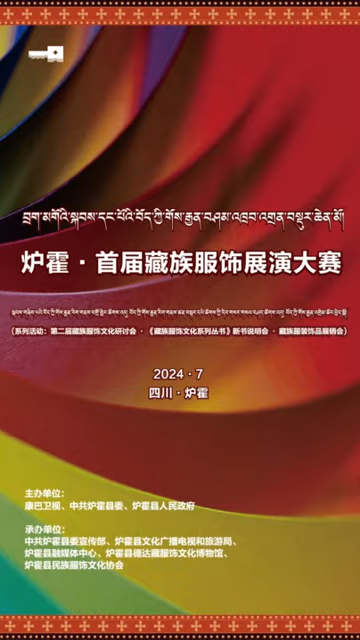 བྲག་མགོའི་སྐབས་དང་པོའི་བོད་ཀྱི་གོས་རྒྱན་བཤམ་འཁྲབ་འགྲན་བསྡུར་ཆེན་མོ།
炉霍·首届藏族服饰展演大赛
(系列活动：第二届藏族服饰文化研讨会·《藏族服饰文化系列丛书》新书说明会·藏族服装饰品展销会)
2024·7
四川·炉霍
主办单位：
康巴卫视、中共炉霍县委、炉霍县人民政府
承办单位：
中共炉霍县委宣传部、炉霍县文化广播电视和旅游局、
炉霍县融媒体中心、炉霍县德达藏服饰文化博物馆、
炉霍县民族服饰文化协会